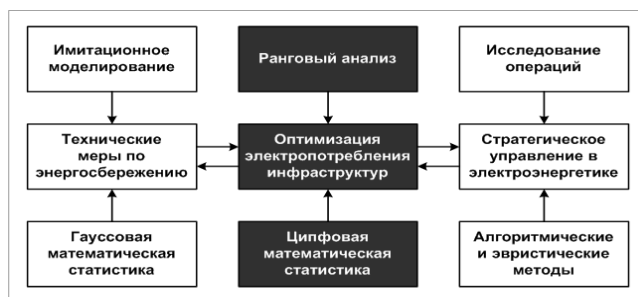 Имитационное
моделирование
Ранговый анализ
Исследование
операций
Технические
меры по
энергосбережению
Оптимизация
электропотребления
инфраструктур
Стратегическое
управление в
электроэнергетике
Гауссовая
математическая
статистика
Ципфовая
математическая
статистика
Алгоритмические
и эвристические
методы